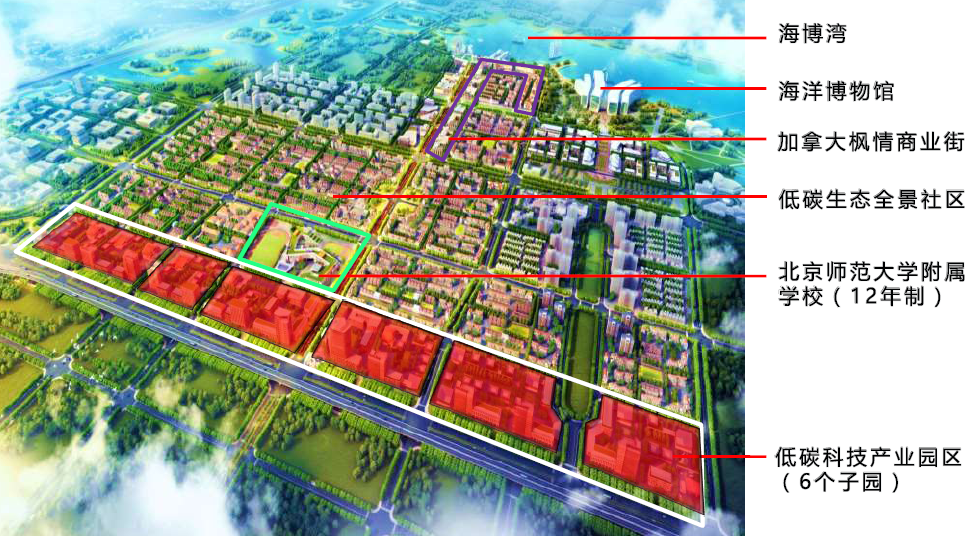 海博湾
海洋博物馆
加拿大枫情商业街
低碳生态全景社区
北京师范大学附属
学校（12年制）
低碳科技产业园区
（6个子园）